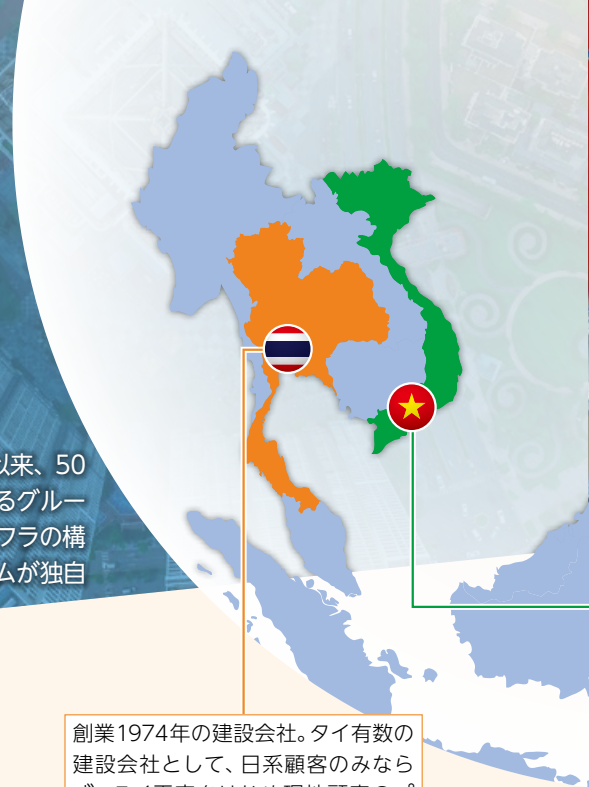 以来、50
るグルー
フラの構
ムが独自
創業1974年の建設会社。タイ有数の
建設会社として、日系顧客のみなら